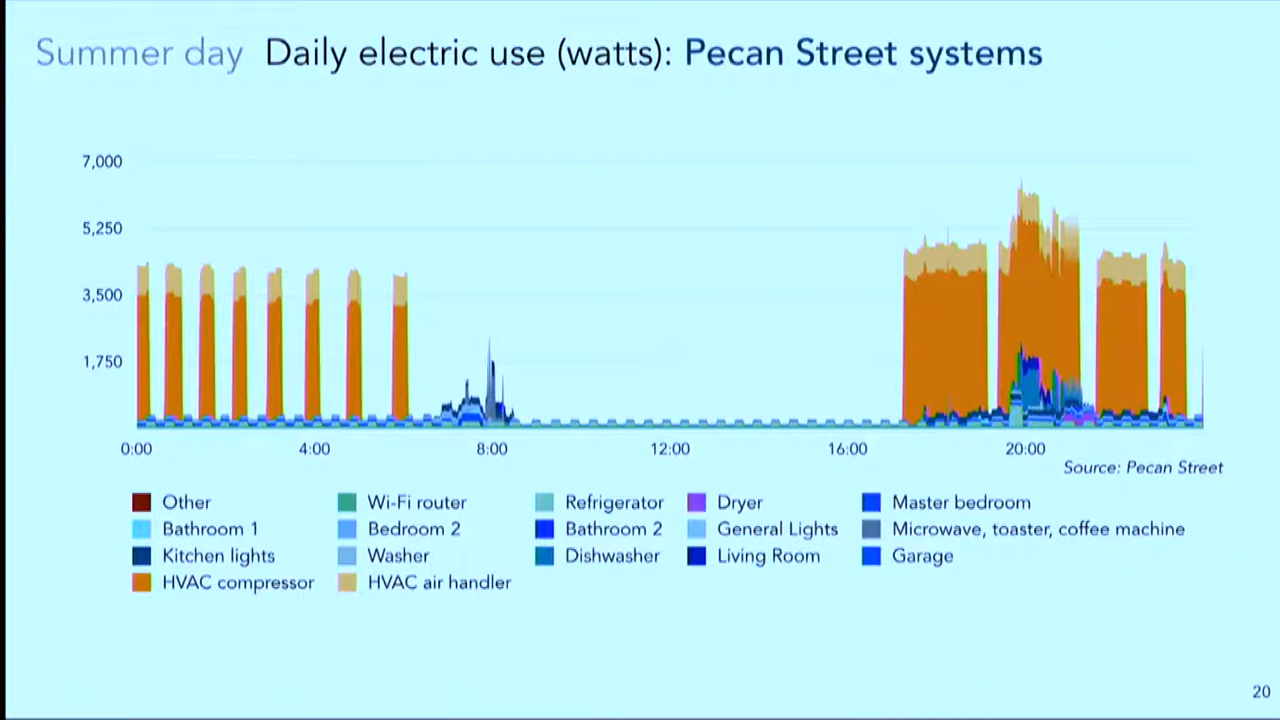 Summer day Daily electric use (watts): Pecan Street systems
7,000
5,250
3,500
1,750
0:00 4:00 8:00 12:00 16:00 20:00
Source: Pecan Street
Other Wi-Fi router Refrigerator Dryer Master bedroom
Bathroom 1 Bedroom 2 Bathroom 2 General Lights Microwave, toaster, coffee machine
Kitchen lights Washer Dishwasher Living Room Garage
HVAC compressor HVAC air handler
20